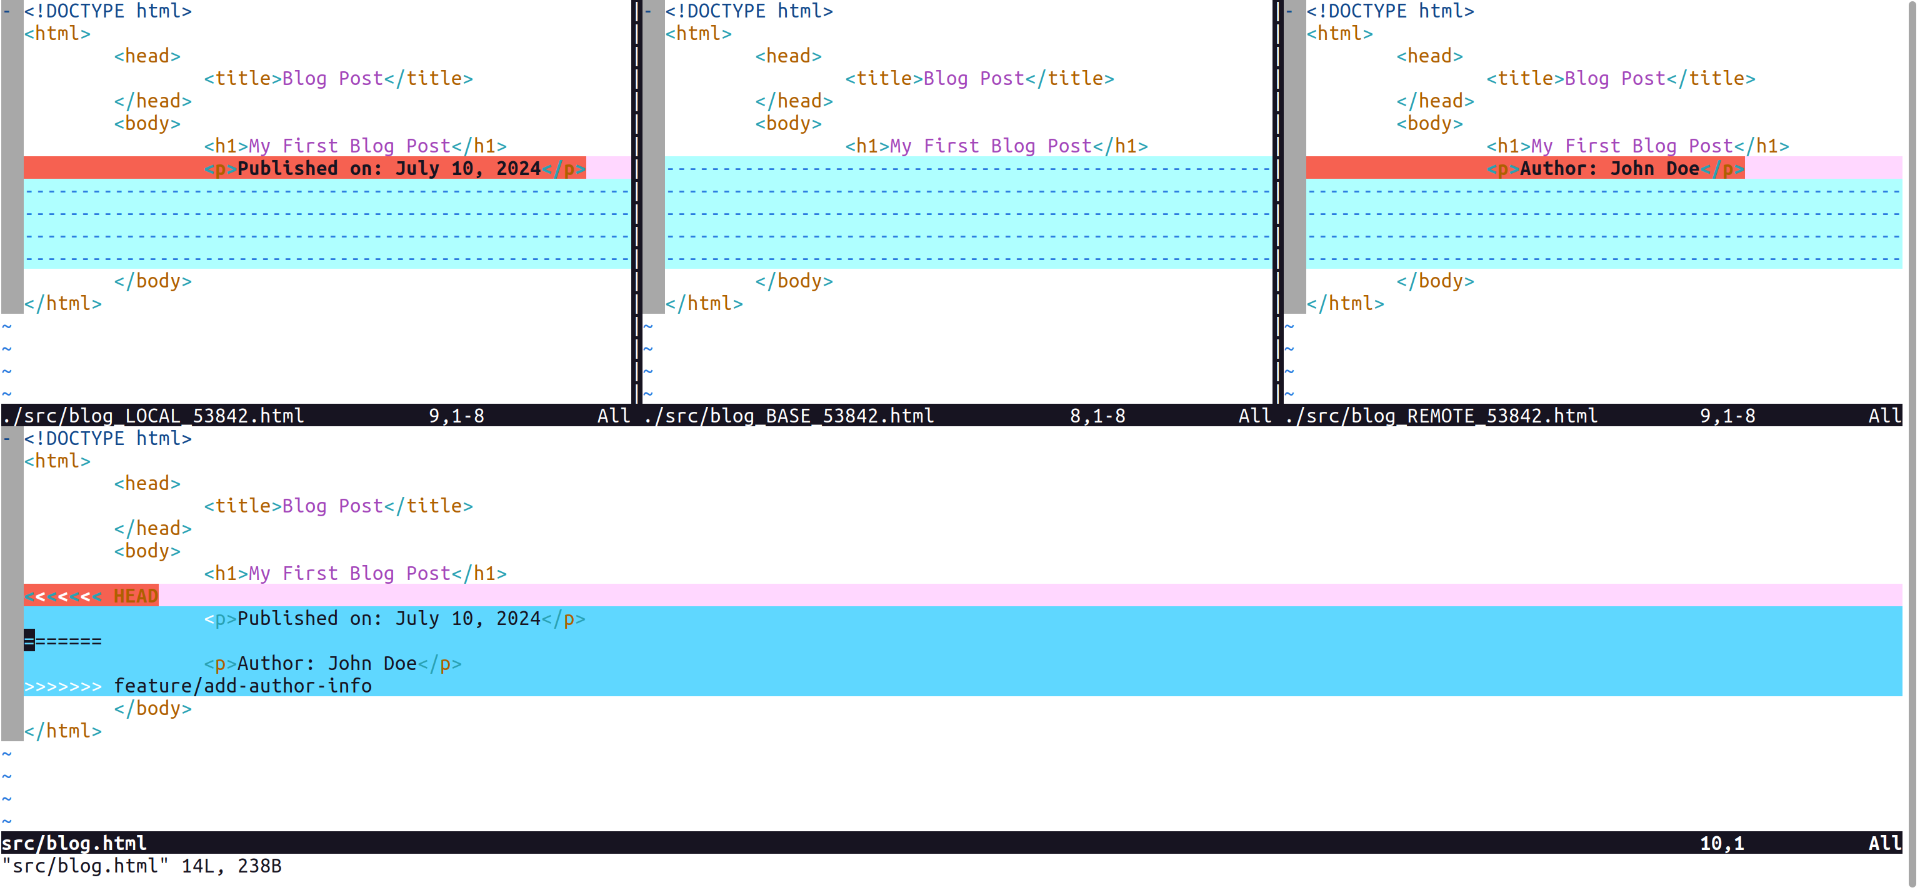 - <!DOCTYPE html>
<html>
<head>
<title>Blog Post</title>
</head>
<body>
<h1>My First Blog Post</h1>
<p>Published on: July 10, 2024</p>
--------------------------------------------------------
--------------------------------------------------------
--------------------------------------------------------
--------------------------------------------------------
</body>
</html>
~
~
~
~
./src/blog_LOCAL_53842.html 9,1-8 All
- <!DOCTYPE html>
<html>
<head>
<title>Blog Post</title>
</head>
<body>
<h1>My First Blog Post</h1>
--------------------------------------------------------
--------------------------------------------------------
--------------------------------------------------------
--------------------------------------------------------
--------------------------------------------------------
</body>
</html>
~
~
~
~
./src/blog_BASE_53842.html 8,1-8 All
- <!DOCTYPE html>
<html>
<head>
<title>Blog Post</title>
</head>
<body>
<h1>My First Blog Post</h1>
<p>Author: John Doe</p>
--------------------------------------------------------
--------------------------------------------------------
--------------------------------------------------------
--------------------------------------------------------
</body>
</html>
~
~
~
~
./src/blog_REMOTE_53842.html 9,1-8 All
- <!DOCTYPE html>
<html>
<head>
<title>Blog Post</title>
</head>
<body>
<h1>My First Blog Post</h1>
<<<<<<< HEAD
<p>Published on: July 10, 2024</p>
=======
<p>Author: John Doe</p>
>>>>>>> feature/add-author-info
</body>
</html>
~
~
~
~
src/blog.html 10,1 All
"src/blog.html" 14L, 238B